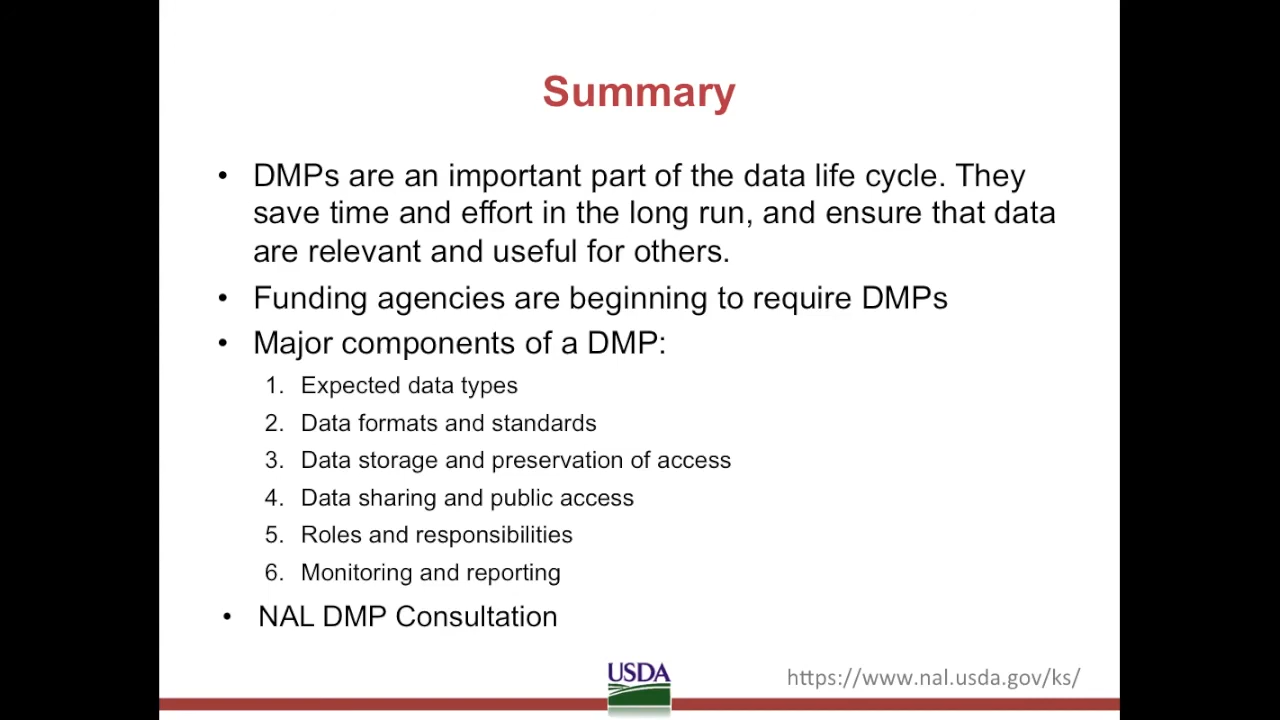 Summary
• DMPs are an important part of the data life cycle. They
save time and effort in the long run, and ensure that data
are relevant and useful for others.
• Funding agencies are beginning to require DMPs
• Major components of a DMP:
1. Expected data types
2. Data formats and standards
3. Data storage and preservation of access
4. Data sharing and public access
5. Roles and responsibilities
6. Monitoring and reporting
• NAL DMP Consultation
USDA
https://www.nal.usda.gov/ks/